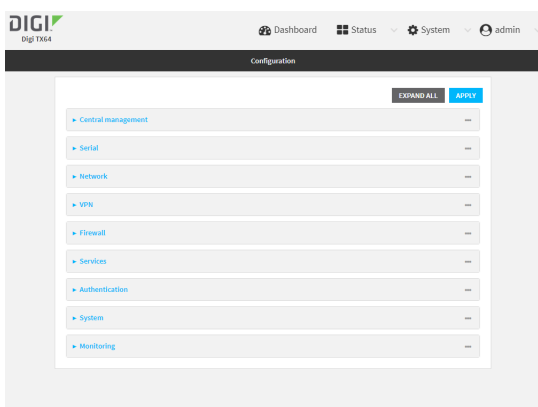 DIGI
Digi TX64
Dashboard Status System admin
Configuration
EXPAND ALL APPLY
Central management
Serial
Network
VPN
Firewall
Services
Authentication
System
Monitoring